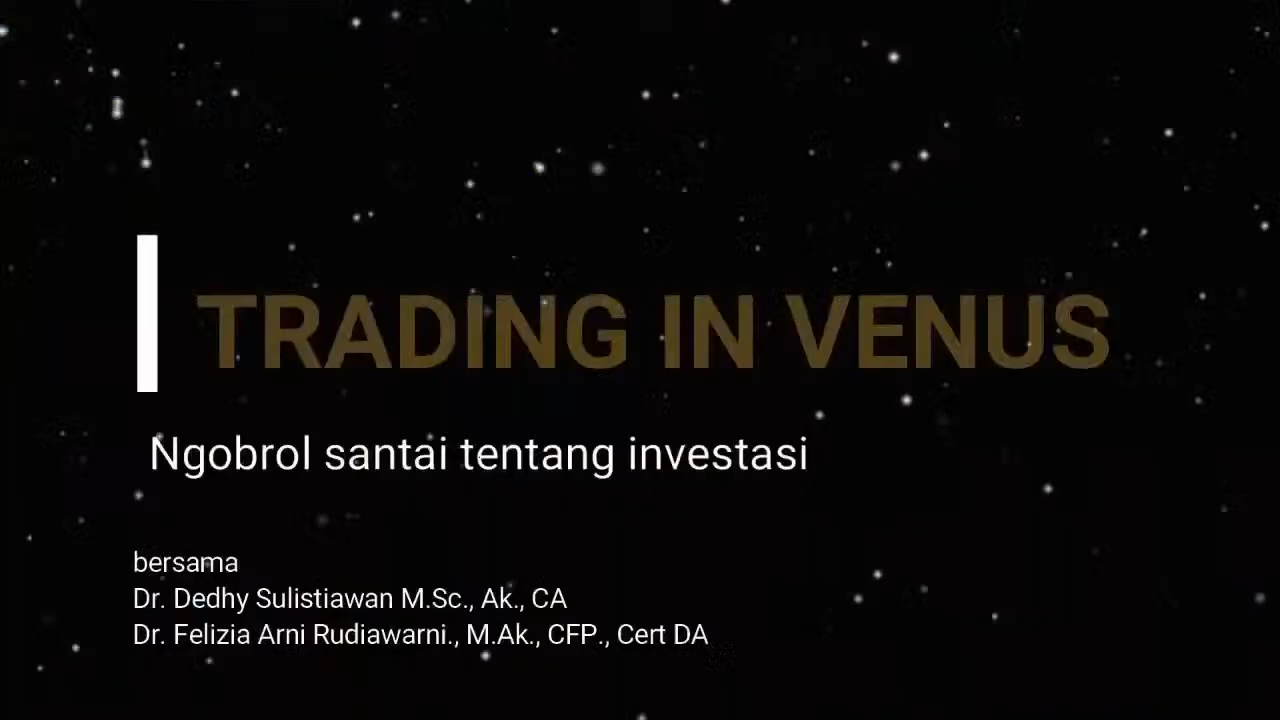 TRADING IN VENUS
Ngobrol santai tentang investasi
bersama
Dr. Dedhy Sulistiawan M.Sc., Ak., CA
Dr. Felizia Arni Rudiawarni., M.Ak., CFP., Cert DA